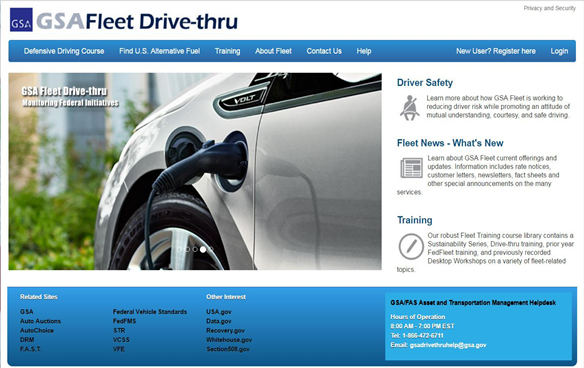 Privacy and Security
GSA GSAFleet Drive-thru
Defensive Driving Course Find U.S. Alternative Fuel Training About Fleet Contact Us Help New User? Register here Login
GSA Fleet Drive-thru
Monitoring Federal Initiatives
VOLT
Driver Safety
Learn more about how GSA Fleet is working to
reducing driver risk while promoting an attitude of
mutual understanding, courtesy, and safe driving.
Fleet News - What's New
Learn about GSA Fleet current offerings and
updates. Information includes rate notices,
customer letters, newsletters, fact sheets and
other special announcements on the many
services.
Training
Our robust Fleet Training course library contains a
Sustainability Series, Drive-thru training, prior year
FedFleet training, and previously recorded
Desktop Workshops on a variety of fleet-related
topics.
Related Sites
GSA
Auto Auctions
AutoChoice
DRM
F.A.S.T.
Federal Vehicle Standards
FedFMS
STR
VCSS
VFE
Other Interest
USA.gov
Data.gov
Recovery.gov
Whitehouse.gov
Section508.gov
GSA/FAS Asset and Transportation Management Helpdesk
Hours of Operation
8:00 AM - 7:00 PM EST
Tel: 1-866-472-6711
Email: gsadrivethruhelp@gsa.gov